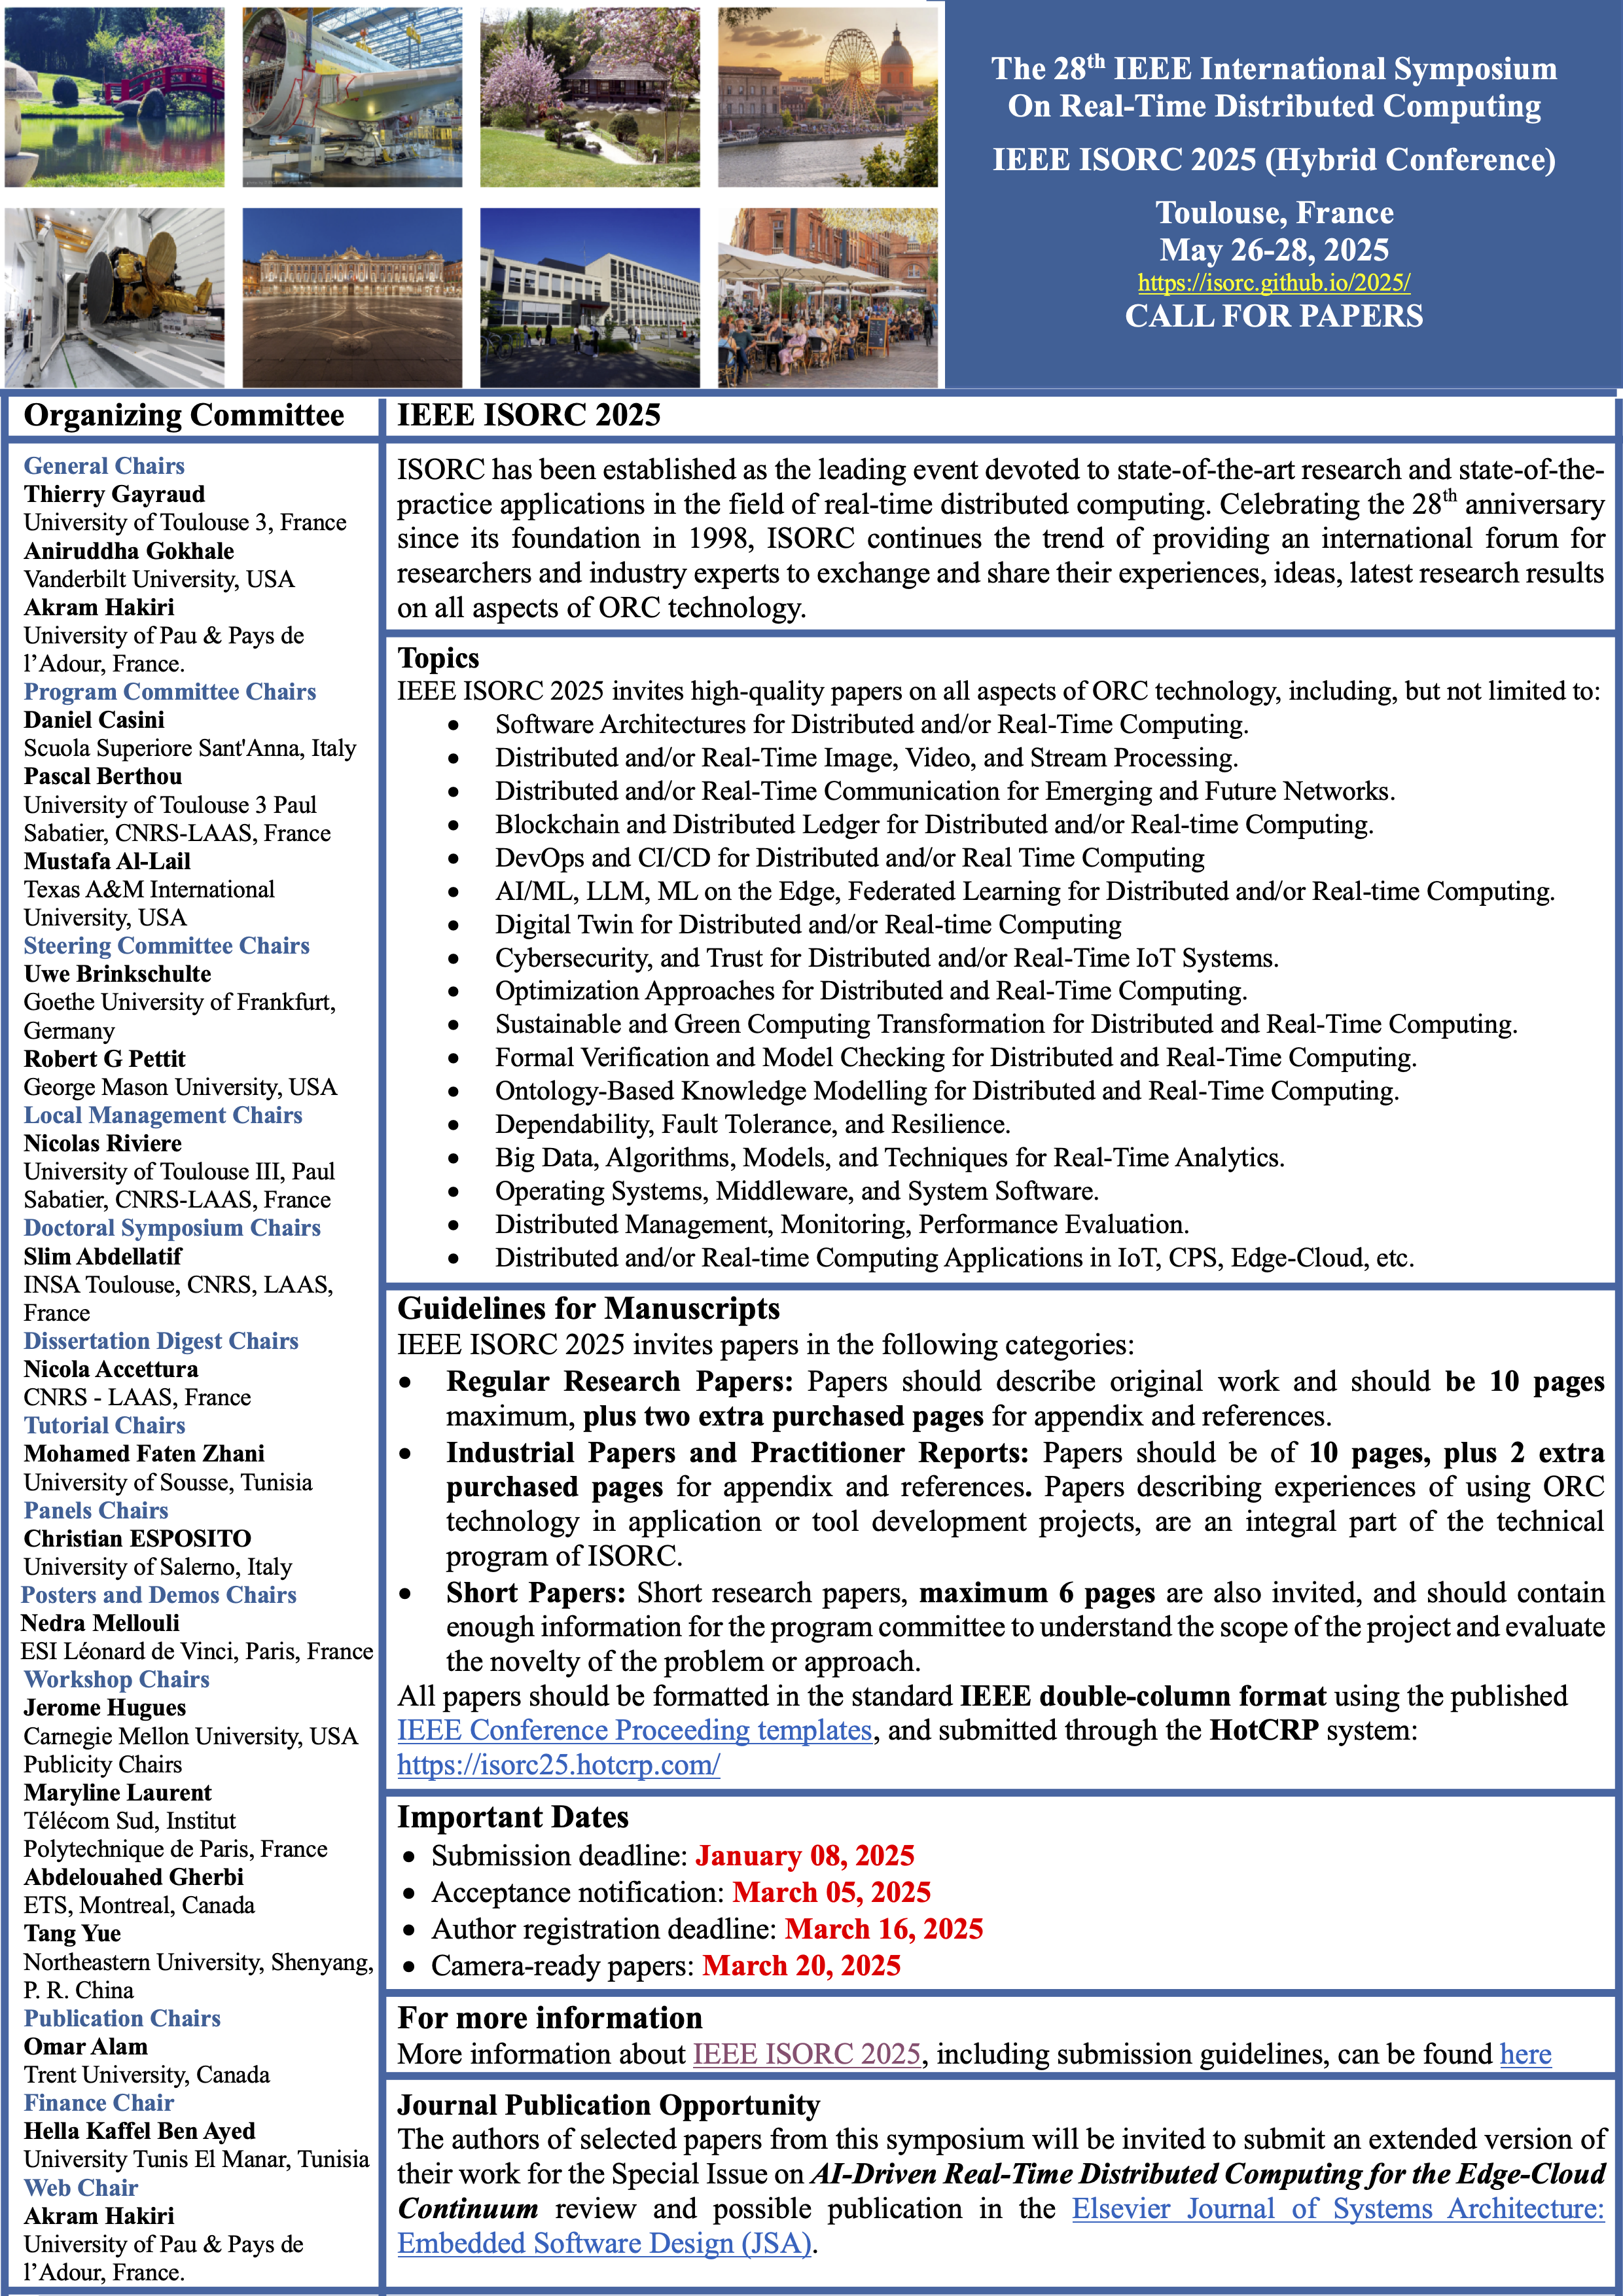 The 28th IEEE International Symposium
On Real-Time Distributed Computing
IEEE ISORC 2025 (Hybrid Conference)
Toulouse, France
May 26-28, 2025
https://isorc.github.io/2025/
CALL FOR PAPERS
Organizing Committee
General Chairs
Thierry Gayraud
University of Toulouse 3, France
Aniruddha Gokhale
Vanderbilt University, USA
Akram Hakiri
University of Pau & Pays de
l’Adour, France.
Program Committee Chairs
Daniel Casini
Scuola Superiore Sant'Anna, Italy
Pascal Berthou
University of Toulouse 3 Paul
Sabatier, CNRS-LAAS, France
Mustafa Al-Lail
Texas A&M International
University, USA
Steering Committee Chairs
Uwe Brinkschulte
Goethe University of Frankfurt,
Germany
Robert G Pettit
George Mason University, USA
Local Management Chairs
Nicolas Riviere
University of Toulouse III, Paul
Sabatier, CNRS-LAAS, France
Doctoral Symposium Chairs
Slim Abdellatif
INSA Toulouse, CNRS, LAAS,
France
Dissertation Digest Chairs
Nicola Accettura
CNRS - LAAS, France
Tutorial Chairs
Mohamed Faten Zhani
University of Sousse, Tunisia
Panels Chairs
Christian ESPOSITO
University of Salerno, Italy
Posters and Demos Chairs
Nedra Mellouli
ESI Léonard de Vinci, Paris, France
Workshop Chairs
Jerome Hugues
Carnegie Mellon University, USA
Publicity Chairs
Maryline Laurent
Télécom Sud, Institut
Polytechnique de Paris, France
Abdelouahed Gherbi
ETS, Montreal, Canada
Tang Yue
Northeastern University, Shenyang,
P. R. China
Publication Chairs
Omar Alam
Trent University, Canada
Finance Chair
Hella Kaffel Ben Ayed
University Tunis El Manar, Tunisia
Web Chair
Akram Hakiri
University of Pau & Pays de
l’Adour, France.
IEEE ISORC 2025
ISORC has been established as the leading event devoted to state-of-the-art research and state-of-the-
practice applications in the field of real-time distributed computing. Celebrating the 28th anniversary
since its foundation in 1998, ISORC continues the trend of providing an international forum for
researchers and industry experts to exchange and share their experiences, ideas, latest research results
on all aspects of ORC technology.
Topics
IEEE ISORC 2025 invites high-quality papers on all aspects of ORC technology, including, but not limited to:
• Software Architectures for Distributed and/or Real-Time Computing.
• Distributed and/or Real-Time Image, Video, and Stream Processing.
• Distributed and/or Real-Time Communication for Emerging and Future Networks.
• Blockchain and Distributed Ledger for Distributed and/or Real-time Computing.
• DevOps and CI/CD for Distributed and/or Real Time Computing
• AI/ML, LLM, ML on the Edge, Federated Learning for Distributed and/or Real-time Computing.
• Digital Twin for Distributed and/or Real-time Computing
• Cybersecurity, and Trust for Distributed and/or Real-Time IoT Systems.
• Optimization Approaches for Distributed and Real-Time Computing.
• Sustainable and Green Computing Transformation for Distributed and Real-Time Computing.
• Formal Verification and Model Checking for Distributed and Real-Time Computing.
• Ontology-Based Knowledge Modelling for Distributed and Real-Time Computing.
• Dependability, Fault Tolerance, and Resilience.
• Big Data, Algorithms, Models, and Techniques for Real-Time Analytics.
• Operating Systems, Middleware, and System Software.
• Distributed Management, Monitoring, Performance Evaluation.
• Distributed and/or Real-time Computing Applications in IoT, CPS, Edge-Cloud, etc.
Guidelines for Manuscripts
IEEE ISORC 2025 invites papers in the following categories:
• Regular Research Papers: Papers should describe original work and should be 10 pages
maximum, plus two extra purchased pages for appendix and references.
• Industrial Papers and Practitioner Reports: Papers should be of 10 pages, plus 2 extra
purchased pages for appendix and references. Papers describing experiences of using ORC
technology in application or tool development projects, are an integral part of the technical
program of ISORC.
• Short Papers: Short research papers, maximum 6 pages are also invited, and should contain
enough information for the program committee to understand the scope of the project and evaluate
the novelty of the problem or approach.
All papers should be formatted in the standard IEEE double-column format using the published
IEEE Conference Proceeding templates, and submitted through the HotCRP system:
https://isorc25.hotcrp.com/
Important Dates
• Submission deadline: January 08, 2025
• Acceptance notification: March 05, 2025
• Author registration deadline: March 16, 2025
• Camera-ready papers: March 20, 2025
For more information
More information about IEEE ISORC 2025, including submission guidelines, can be found here
Journal Publication Opportunity
The authors of selected papers from this symposium will be invited to submit an extended version of
their work for the Special Issue on AI-Driven Real-Time Distributed Computing for the Edge-Cloud
Continuum review and possible publication in the Elsevier Journal of Systems Architecture:
Embedded Software Design (JSA).